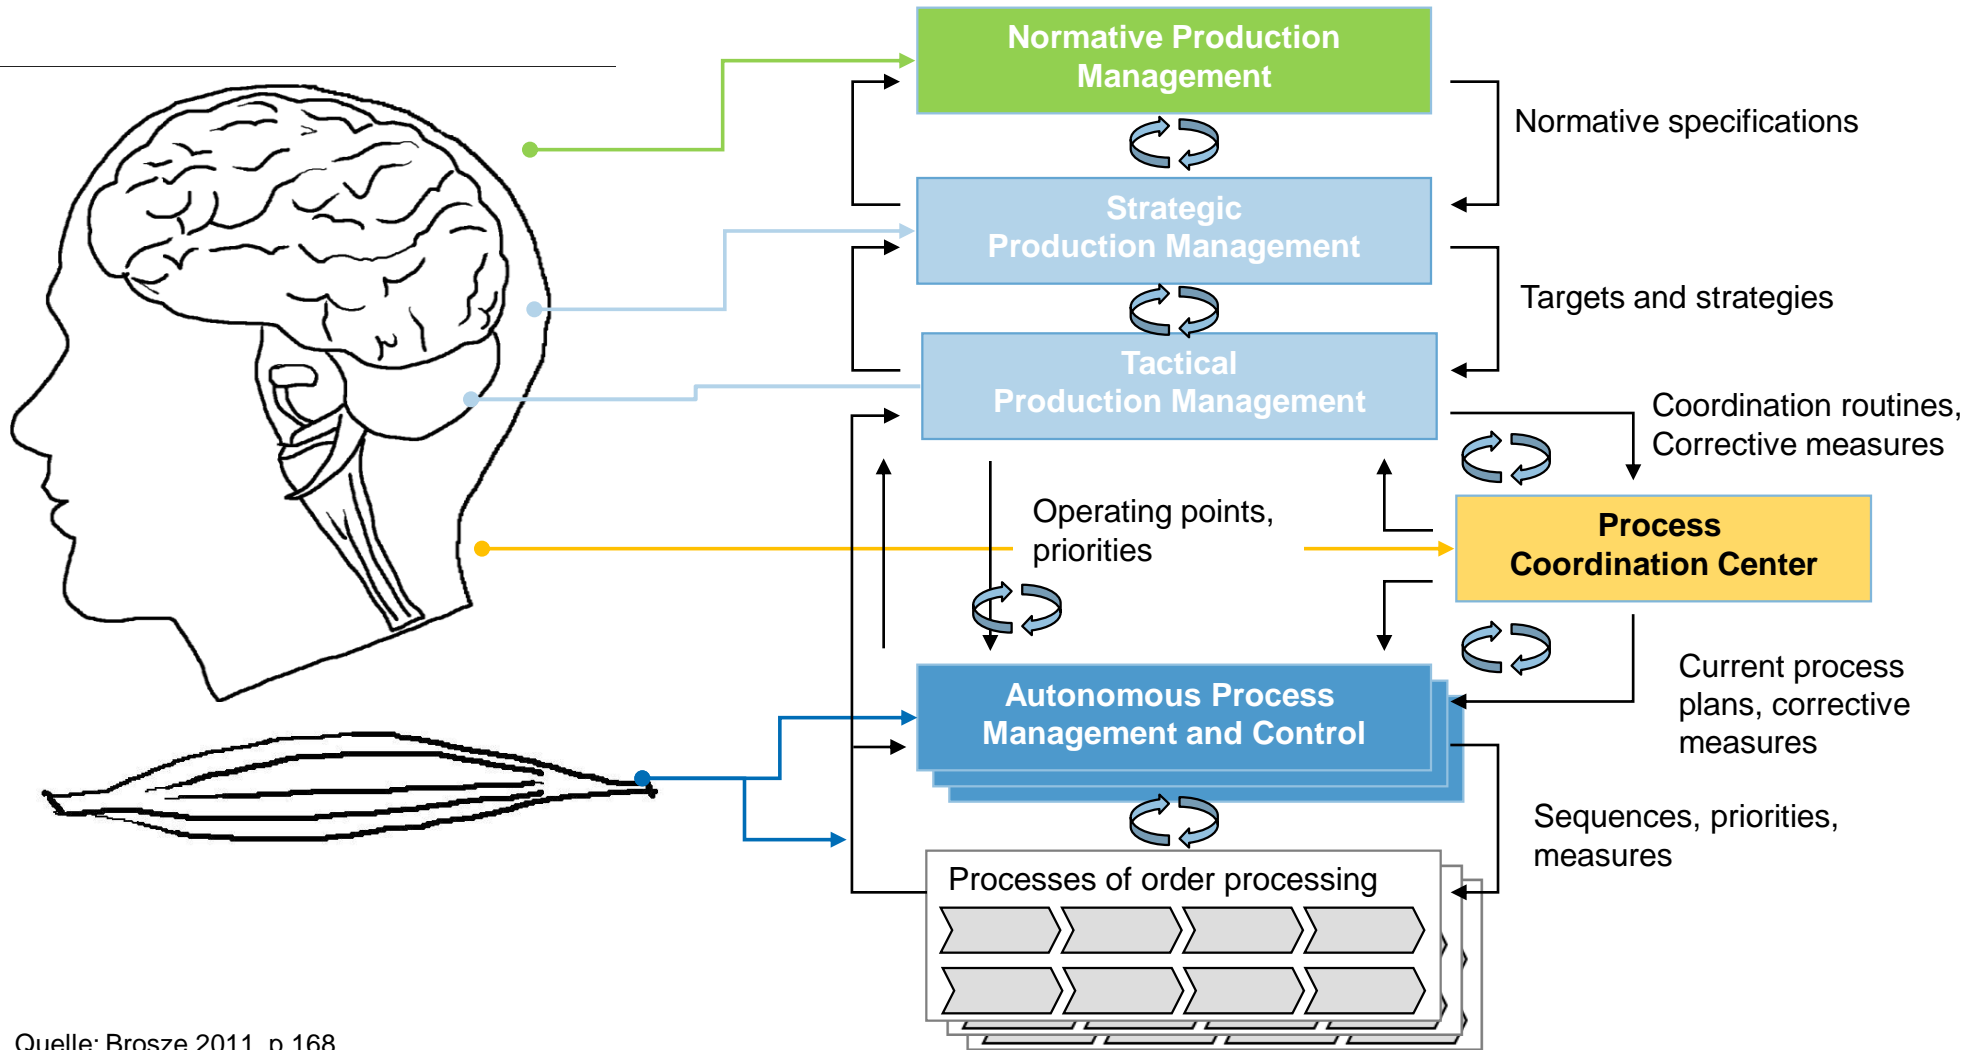 Normative Production
Management
Normative specifications
Strategic
Production Management
Targets and strategies
Tactical
Production Management
Coordination routines,
Corrective measures
Operating points,
priorities
Process
Coordination Center
Autonomous Process
Management and Control
Current process
plans, corrective
measures
Sequences, priorities,
measures
Processes of order processing
Quelle: Brosze 2011, p.168